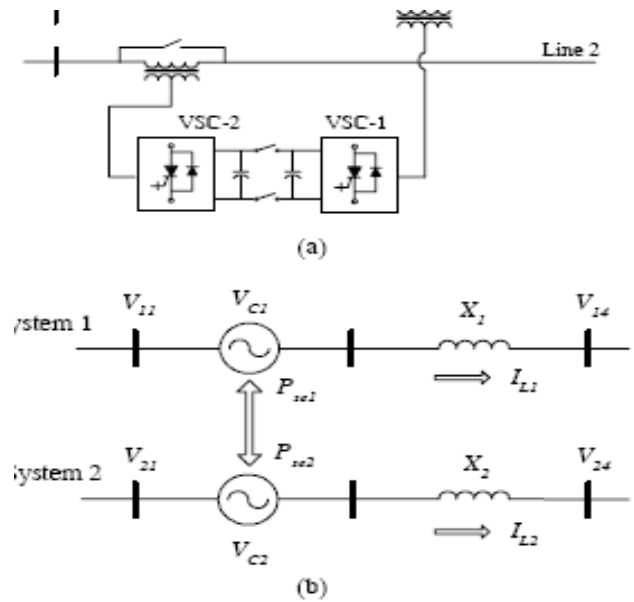 Line 2
VSC-2
VSC-1
(a)
V11
VC1
X1
V14
ystem 1
Pse1
IL1
V21
Pse2
X2
V24
ystem 2
VC2
IL2
(b)